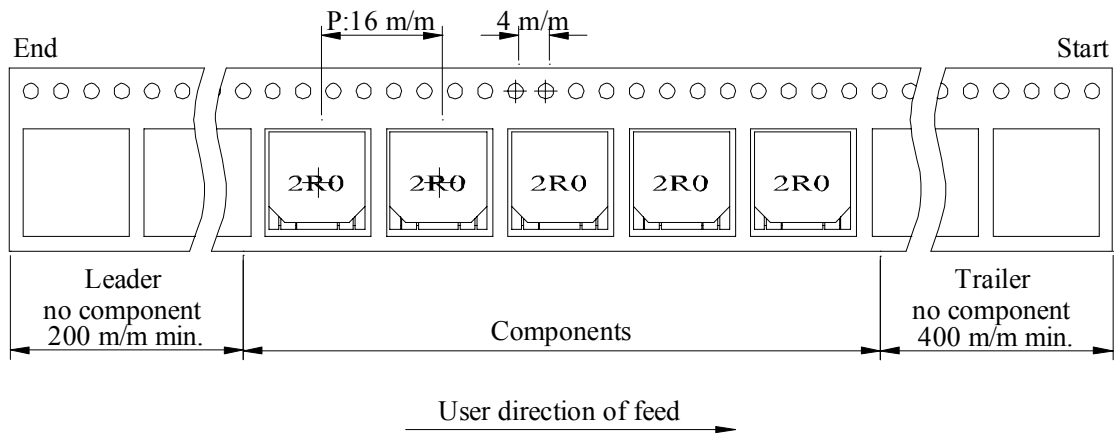 P:16 m/m
4 m/m
End
Start
2R0
2R0
2R0
2R0
2R0
Leader
no component
200 m/m min.
Components
Trailer
no component
400 m/m min.
User direction of feed